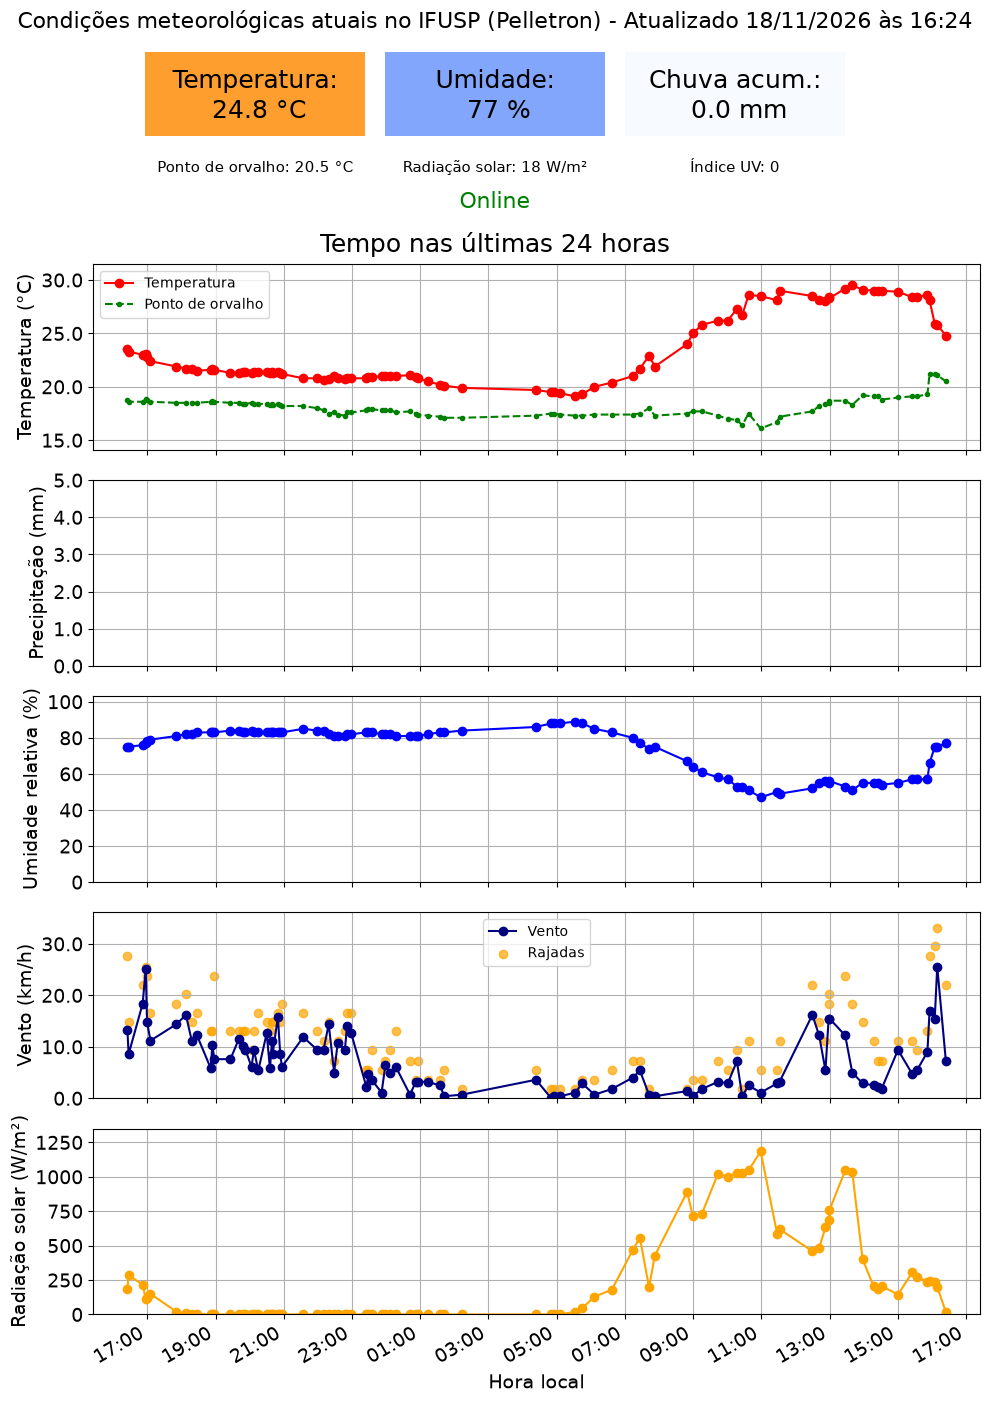 Condições meteorológicas atuais no IFUSP (Pelletron) - Atualizado 18/11/2026 às 16:24
Temperatura:
24.8 °C
Umidade:
77 %
Chuva acum.:
0.0 mm
Ponto de orvalho: 20.5 °C
Radiação solar: 18 W/m²
Índice UV: 0
Online
Tempo nas últimas 24 horas
Temperatura (°C)
30.0
25.0
20.0
15.0
Temperatura
Ponto de orvalho
Precipitação (mm)
5.0
4.0
3.0
2.0
1.0
0.0
Umidade relativa (%)
100
80
60
40
20
0
Vento (km/h)
30.0
20.0
10.0
0.0
Vento
Rajadas
Radiação solar (W/m²)
1250
1000
750
500
250
0
17:00
19:00
21:00
23:00
01:00
03:00
05:00
07:00
09:00
11:00
13:00
15:00
17:00
Hora local